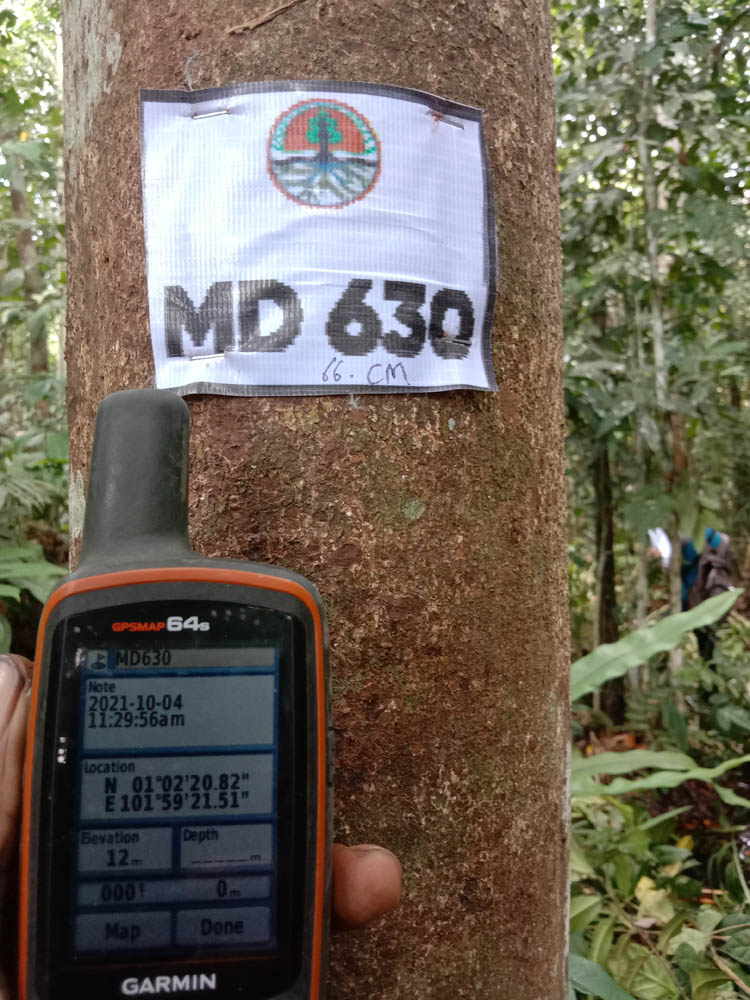 MD 630
66. CM
GPSMAP 64s
MD630
Note
2021-10-04
11:29:56am
Location
N 01°02'20.82"
E 101°59'21.51"
Elevation Depth
12m _____m
000° 0m
Map Done
GARMIN